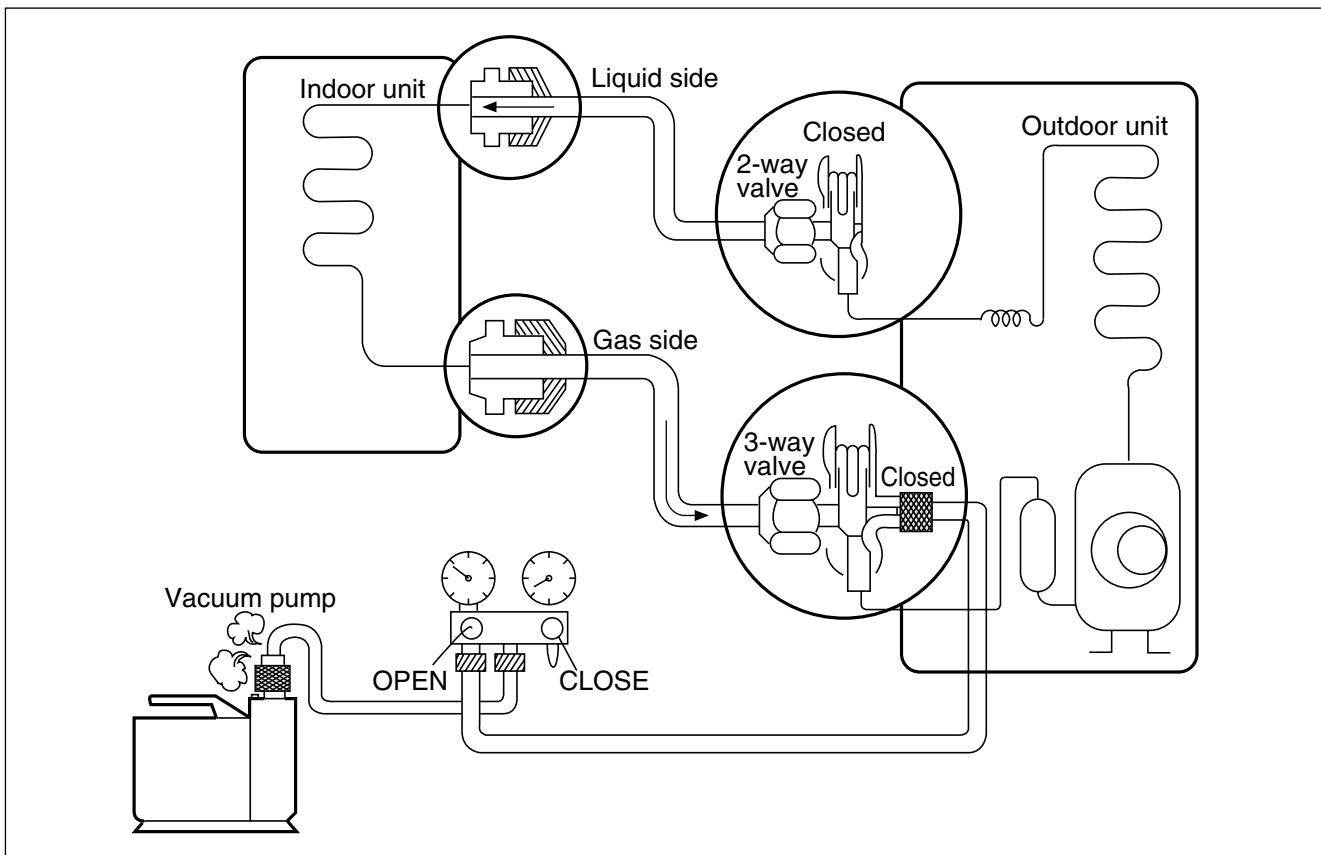 Indoor unit
Liquid side
Closed
2-way
valve
Outdoor unit
Gas side
3-way
valve
Closed
Vacuum pump
OPEN
CLOSE